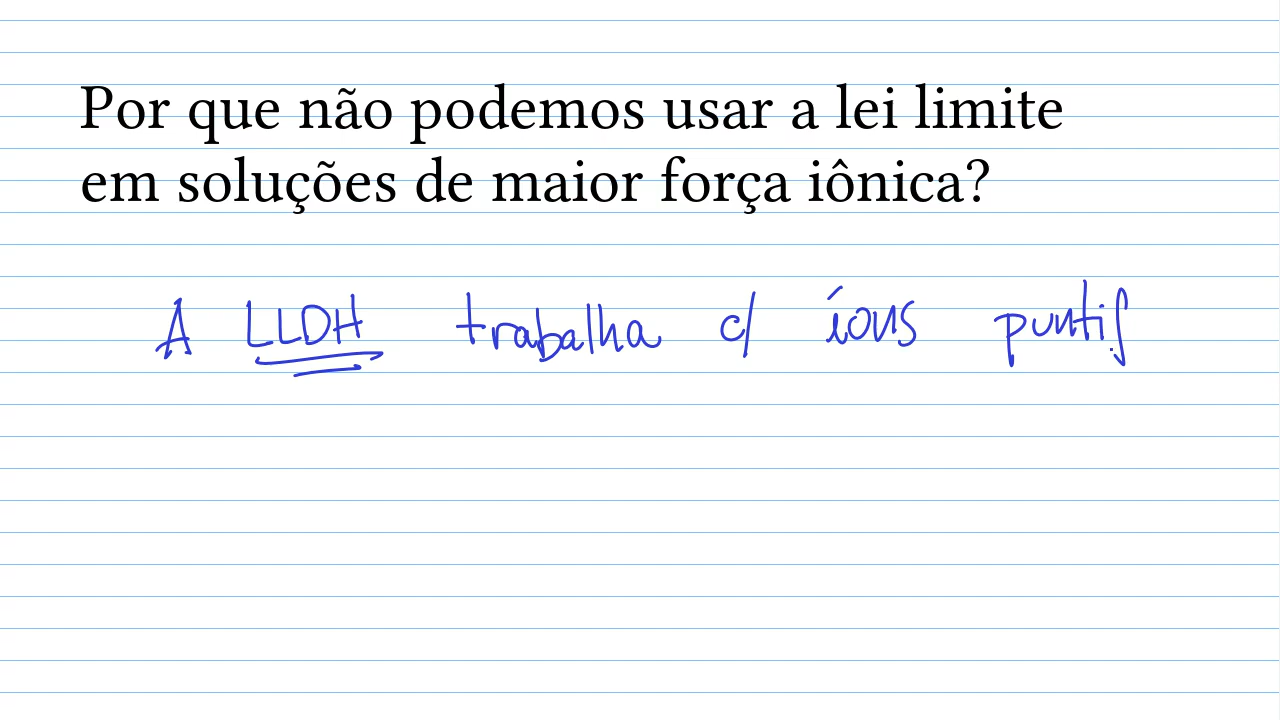 Por que não podemos usar a lei limite
em soluções de maior força iônica?
A LLDH trabalha c/ íons puntif